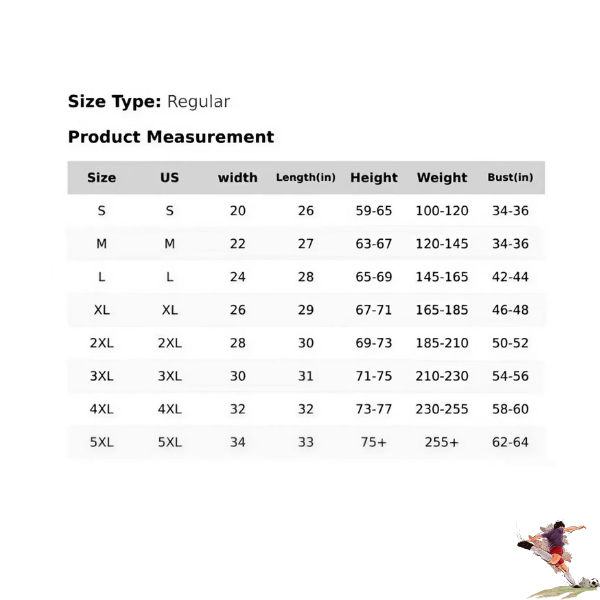 Size Type: Regular
Product Measurement
Size US width Length(in) Height Weight Bust(in)
S S 20 26 59-65 100-120 34-36
M M 22 27 63-67 120-145 34-36
L L 24 28 65-69 145-165 42-44
XL XL 26 29 67-71 165-185 46-48
2XL 2XL 28 30 69-73 185-210 50-52
3XL 3XL 30 31 71-75 210-230 54-56
4XL 4XL 32 32 73-77 230-255 58-60
5XL 5XL 34 33 75+ 255+ 62-64